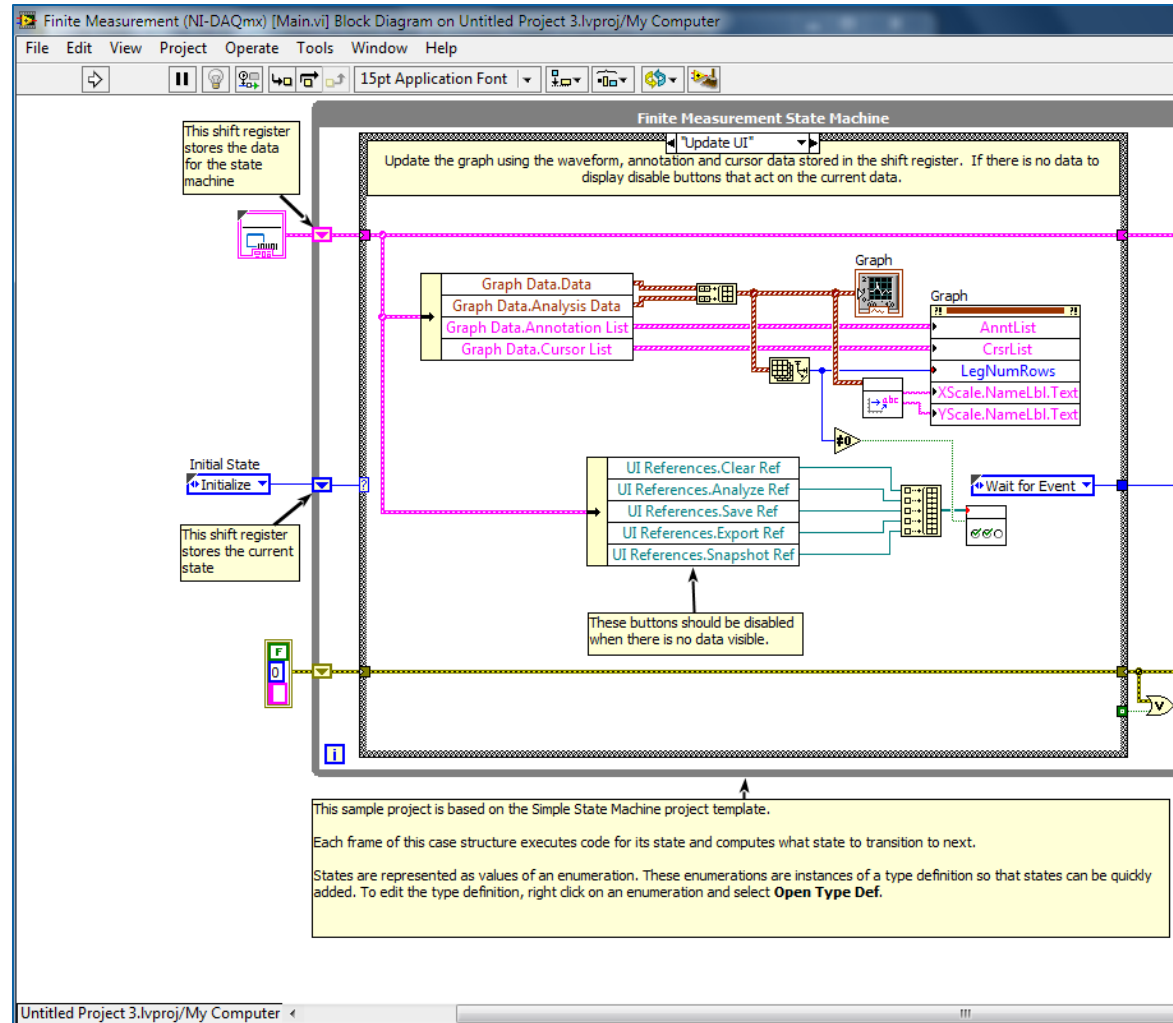 Finite Measurement (NI-DAQmx) [Main.vi] Block Diagram on Untitled Project 3.lvproj/My Computer
File Edit View Project Operate Tools Window Help
15pt Application Font
This shift register
stores the data
for the state
machine
Finite Measurement State Machine
"Update UI"
Update the graph using the waveform, annotation and cursor data stored in the shift register. If there is no data to
display disable buttons that act on the current data.
Graph Data.Data
Graph Data.Analysis Data
Graph Data.Annotation List
Graph Data.Cursor List
Graph
Graph
AnntList
CrsrList
LegNumRows
XScale.NameLbl.Text
YScale.NameLbl.Text
abc
≠0
Initial State
Initialize
?
This shift register
stores the current
state
UI References.Clear Ref
UI References.Analyze Ref
UI References.Save Ref
UI References.Export Ref
UI References.Snapshot Ref
Wait for Event
These buttons should be disabled
when there is no data visible.
F
0
V
i
This sample project is based on the Simple State Machine project template.
Each frame of this case structure executes code for its state and computes what state to transition to next.
States are represented as values of an enumeration. These enumerations are instances of a type definition so that states can be quickly
added. To edit the type definition, right click on an enumeration and select Open Type Def.
Untitled Project 3.lvproj/My Computer